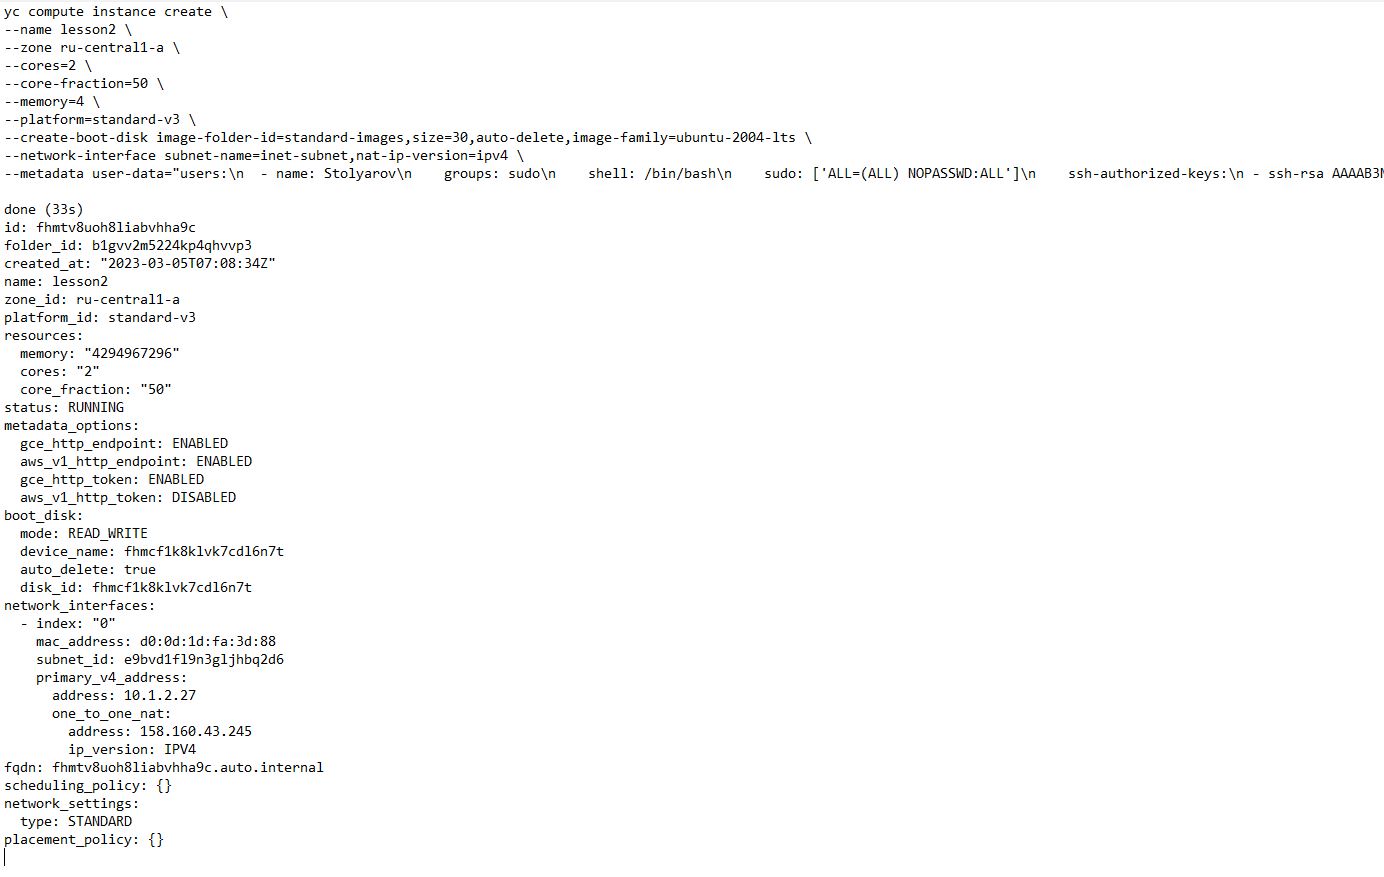 yc compute instance create \
--name lesson2 \
--zone ru-central1-a \
--cores=2 \
--core-fraction=50 \
--memory=4 \
--platform=standard-v3 \
--create-boot-disk image-folder-id=standard-images,size=30,auto-delete,image-family=ubuntu-2004-lts \
--network-interface subnet-name=inet-subnet,nat-ip-version=ipv4 \
--metadata user-data="users:\n  - name: Stolyarov\n    groups: sudo\n    shell: /bin/bash\n    sudo: ['ALL=(ALL) NOPASSWD:ALL']\n    ssh-authorized-keys:\n - ssh-rsa AAAAB3N

done (33s)
id: fhmtv8uoh8liabvhha9c
folder_id: b1gvv2m5224kp4qhvvp3
created_at: "2023-03-05T07:08:34Z"
name: lesson2
zone_id: ru-central1-a
platform_id: standard-v3
resources:
  memory: "4294967296"
  cores: "2"
  core_fraction: "50"
status: RUNNING
metadata_options:
  gce_http_endpoint: ENABLED
  aws_v1_http_endpoint: ENABLED
  gce_http_token: ENABLED
  aws_v1_http_token: DISABLED
boot_disk:
  mode: READ_WRITE
  device_name: fhmcf1k8klvk7cdl6n7t
  auto_delete: true
  disk_id: fhmcf1k8klvk7cdl6n7t
network_interfaces:
  - index: "0"
    mac_address: d0:0d:1d:fa:3d:88
    subnet_id: e9bvd1fl9n3gljhbq2d6
    primary_v4_address:
      address: 10.1.2.27
      one_to_one_nat:
        address: 158.160.43.245
        ip_version: IPV4
fqdn: fhmtv8uoh8liabvhha9c.auto.internal
scheduling_policy: {}
network_settings:
  type: STANDARD
placement_policy: {}